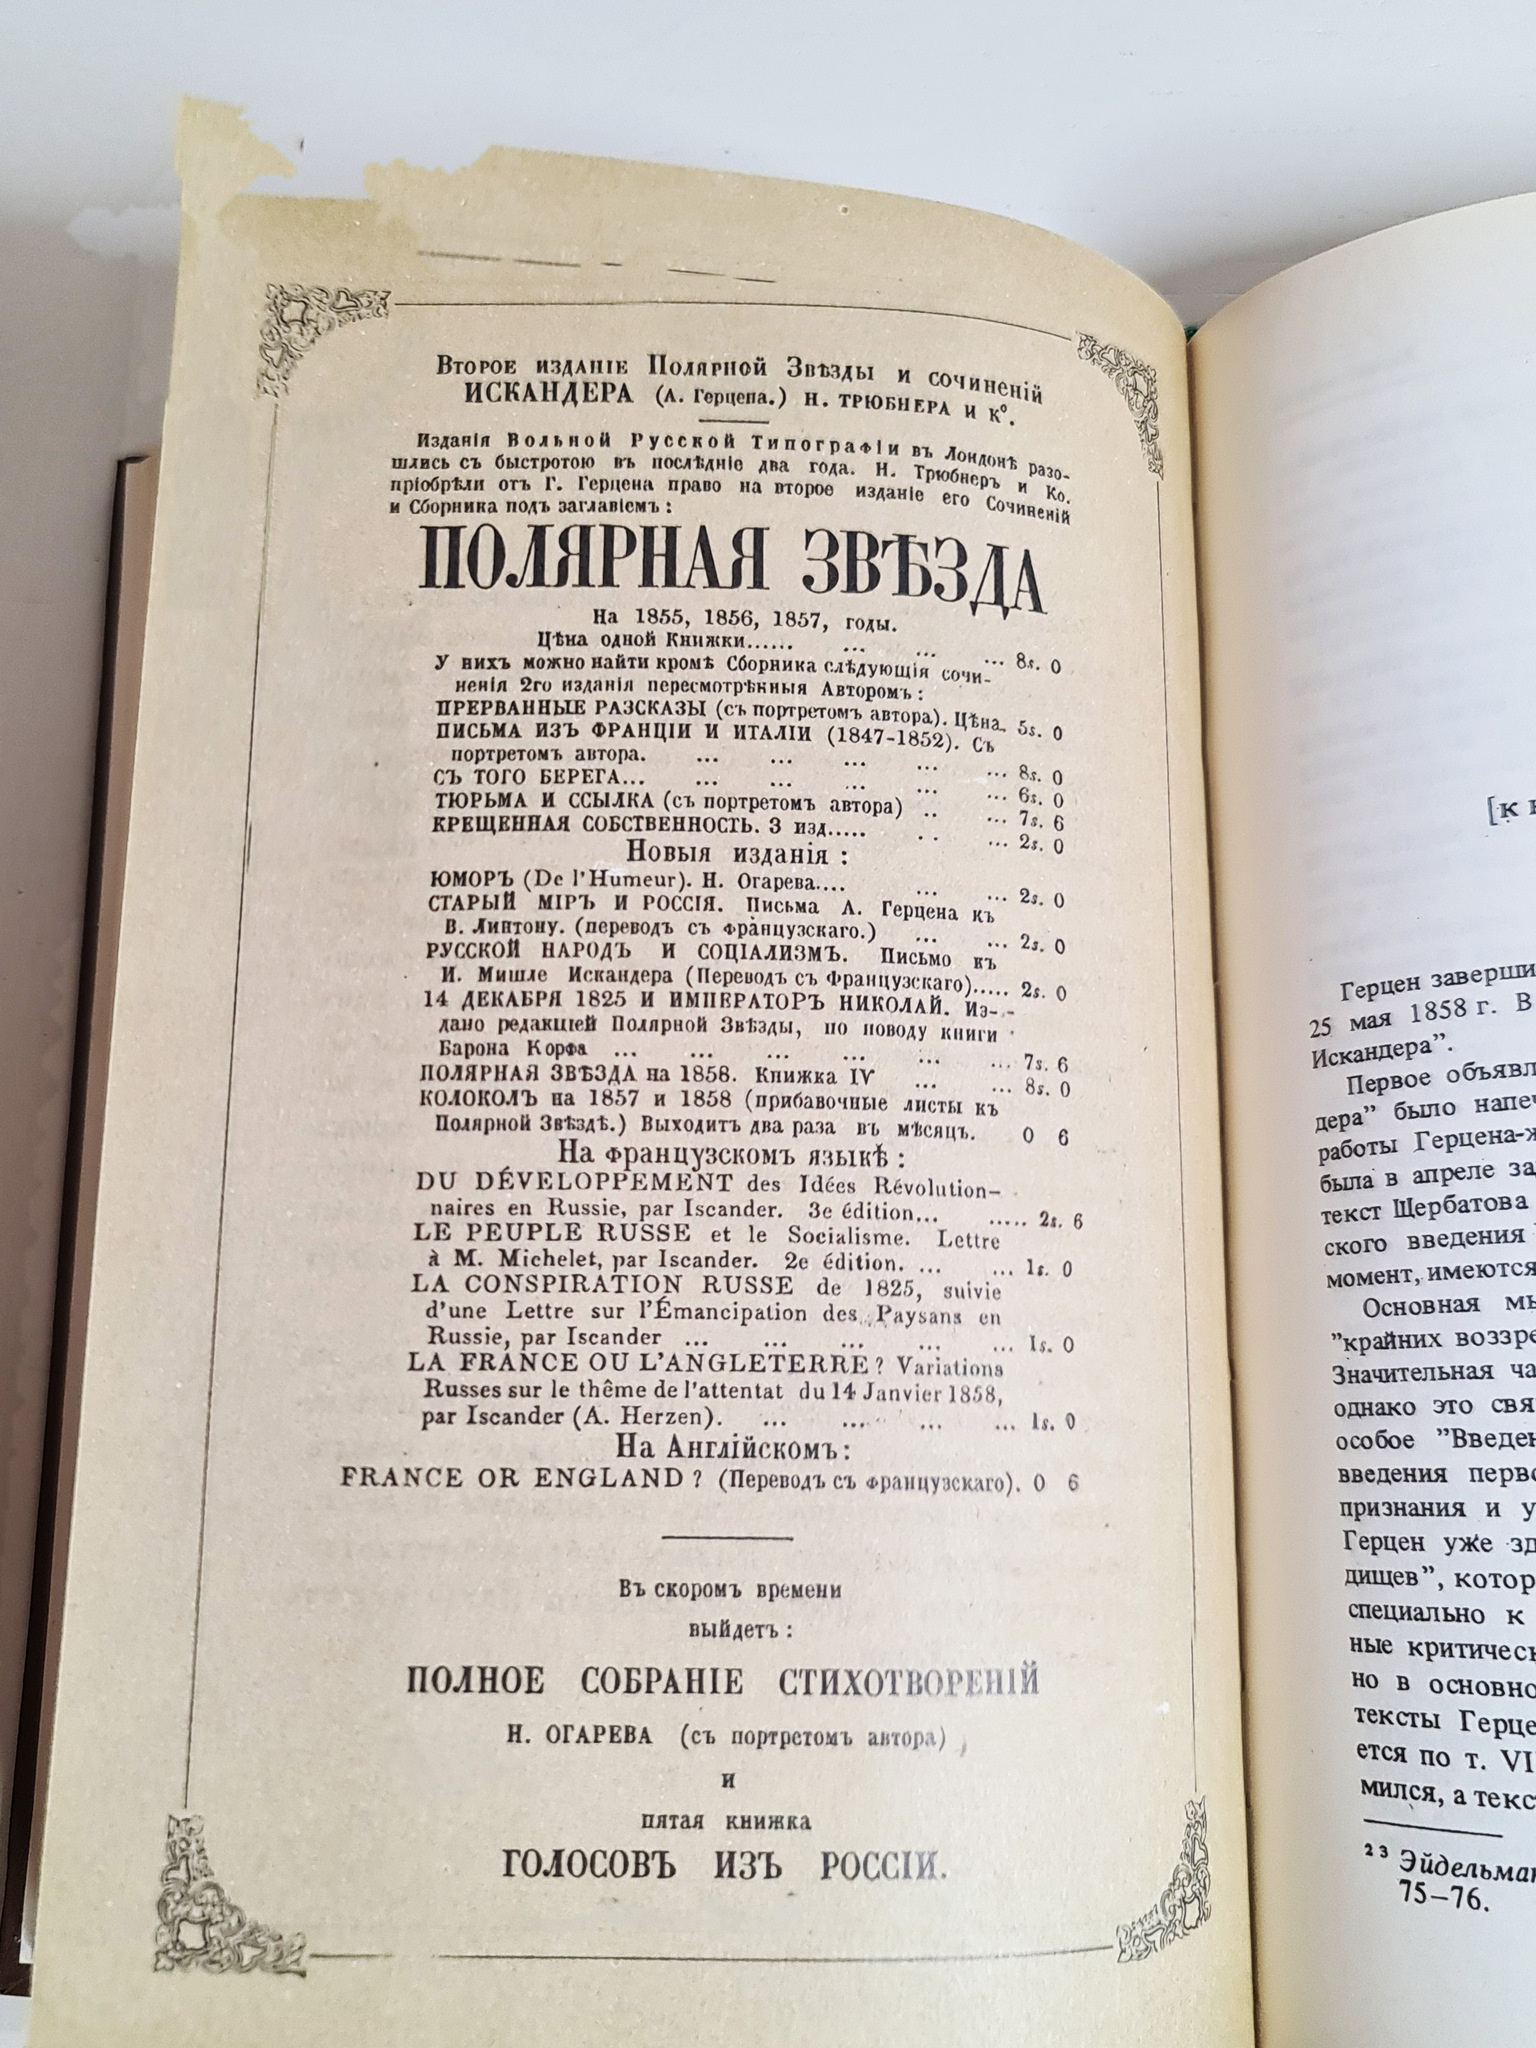 Второе изданіе Полярной Звѣзды и сочиненій
ИСКАНДЕРА (А. Герцена.) Н. ТРЮБНЕРА И Кº.
Изданія Вольной Русской Типографіи въ Лондонѣ разо-
шлись съ быстротою въ послѣдніе два года. Н. Трюбнеръ и Ко.
пріобрѣли отъ Г. Герцена право на второе изданіе его Сочиненій
и Сборника подъ заглавіемъ:
ПОЛЯРНАЯ ЗВѢЗДА
На 1855, 1856, 1857, годы.
Цѣна одной Книжки...... ... ... ... 8s. 0
У нихъ можно найти кромѣ Сборника слѣдующія сочи-
ненія 2го изданія пересмотрѣнныя Авторомъ:
ПРЕРВАННЫЕ РАЗСКАЗЫ (съ портретомъ автора). Цѣна. 5s. 0
ПИСЬМА ИЗЪ ФРАНЦІИ И ИТАЛІИ (1847-1852). Съ
портретомъ автора. ... ... ... ... ... 8s. 0
СЪ ТОГО БЕРЕГА... ... ... ... ... ... 6s. 0
ТЮРЬМА И ССЫЛКА (съ портретомъ автора) .. ... 7s. 6
КРЕЩЕННАЯ СОБСТВЕННОСТЬ. 3 изд..... .. ... 2s. 0
Новыя изданія:
ЮМОРЪ (De l'Humeur). Н. Огарева.... ... ... 2s. 0
СТАРЫЙ МІРЪ И РОССІЯ. Письма А. Герцена къ
В. Линтону. (переводъ съ французскаго.) ... ... 2s. 0
РУССКОЙ НАРОДЪ И СОЦІАЛИЗМЪ. Письмо къ
И. Мишле Искандера (Переводъ съ Французскаго)..... 2s. 0
14 ДЕКАБРЯ 1825 И ИМПЕРАТОРЪ НИКОЛАЙ. Из-
дано редакціей Полярной Звѣзды, по поводу книги
Барона Корфа ... ... ... ... ... ... 7s. 6
ПОЛЯРНАЯ ЗВѢЗДА на 1858. Книжка IV ... ... 8s. 0
КОЛОКОЛЪ на 1857 и 1858 (прибавочные листы къ
Полярной Звѣздѣ.) Выходитъ два раза въ мѣсяцъ. 0 6
На французскомъ языкѣ:
DU DÉVELOPPEMENT des Idées Révolution-
naires en Russie, par Iscander. 3e édition... ..... 2s. 6
LE PEUPLE RUSSE et le Socialisme. Lettre
à M. Michelet, par Iscander. 2e édition. ... ... 1s. 0
LA CONSPIRATION RUSSE de 1825, suivie
d'une Lettre sur l'Émancipation des Paysans en
Russie, par Iscander ... ... ... ... ... 1s. 0
LA FRANCE OU L'ANGLETERRE? Variations
Russes sur le thême de l'attentat du 14 Janvier 1858,
par Iscander (A. Herzen). ... ... ... ... 1s. 0
На Англійскомъ:
FRANCE OR ENGLAND? (Переводъ съ французскаго). 0 6
Въ скоромъ времени
выйдетъ:
ПОЛНОЕ СОБРАНІЕ СТИХОТВОРЕНІЙ
Н. ОГАРЕВА (съ портретомъ автора)
и
пятая книжка
ГОЛОСОВЪ ИЗЪ РОССІИ.
[к
Герцен заверши
25 мая 1858 г. В
Искандера”.
Первое объявл
дера” было напеч
работы Герцена-ж
была в апреле за
текст Щербатова
ского введения
момент, имеются
Основная мы
”крайних воззре
Значительная ча
однако это свя
особое ”Введен
введения перво
признания и у
Герцен уже зд
дищев”, котор
специально к
ные критическ
но в основно
тексты Герце
ется по т. VI
мился, а текс
23 Эйдельман
75–76.